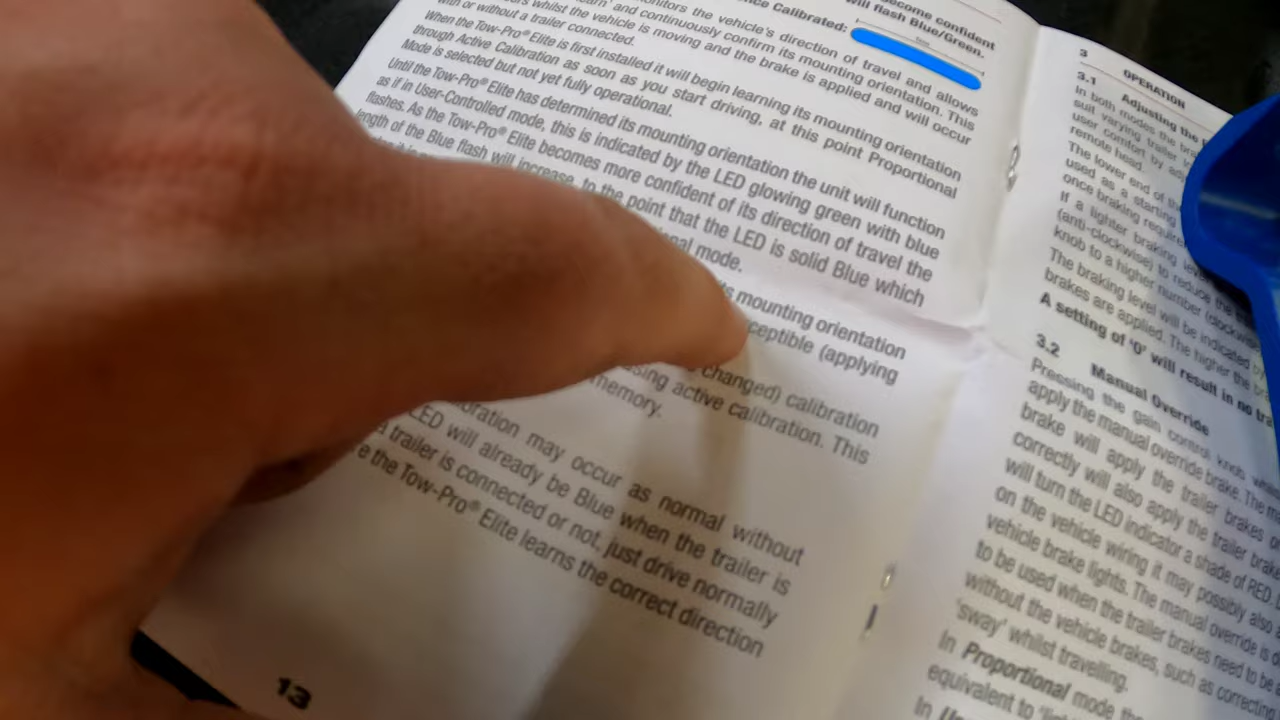 become confident
will flash Blue/Green.
nce Calibrated:
monitors the vehicle's direction of travel and allows
learn' and continuously confirm its mounting orientation. This
whilst the vehicle is moving and the brake is applied and will occur
with or without a trailer connected.
When the Tow-Pro® Elite is first installed it will begin learning its mounting orientation
through Active Calibration as soon as you start driving, at this point Proportional
Mode is selected but not yet fully operational.
Until the Tow-Pro® Elite has determined its mounting orientation the unit will function
as if in User-Controlled mode, this is indicated by the LED glowing green with blue
flashes. As the Tow-Pro® Elite becomes more confident of its direction of travel the
length of the Blue flash will increase, to the point that the LED is solid Blue which
mode.
mounting orientation
(applying
changed) calibration
using active calibration. This
memory.
may occur as normal without
LED will already be Blue when the trailer is
trailer is connected or not, just drive normally
the Tow-Pro® Elite learns the correct direction
13
3 OPERATION
3.1 Adjusting the
In both modes the
suit varying trailer
user comfort by
remote head.
The lower end of
used as a starting
once braking
If a lighter braking
(anti-clockwise) to reduce the
knob to a higher number (clockwise
The braking level will be indicated by
brakes are applied. The higher the
A setting of '0' will result in no
3.2 Manual Override
Pressing the gain control knob,
apply the manual override brake. The
brake will apply the trailer brakes
correctly will also apply the trailer
will turn the LED indicator a shade of RED.
on the vehicle wiring it may possibly also
vehicle brake lights. The manual override is
to be used when the trailer brakes need to be
without the vehicle brakes, such as correcting
'sway' whilst travelling.
In Proportional mode
equivalent to
In